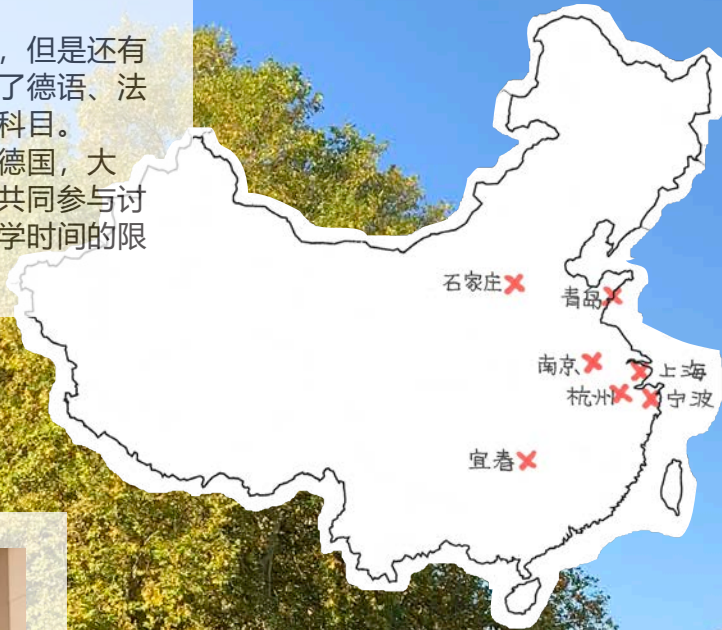 ，但是还有
了德语、法
科目。
德国，大
共同参与讨
学时间的限
石家庄
青岛
南京
上海
杭州
宁波
宜春